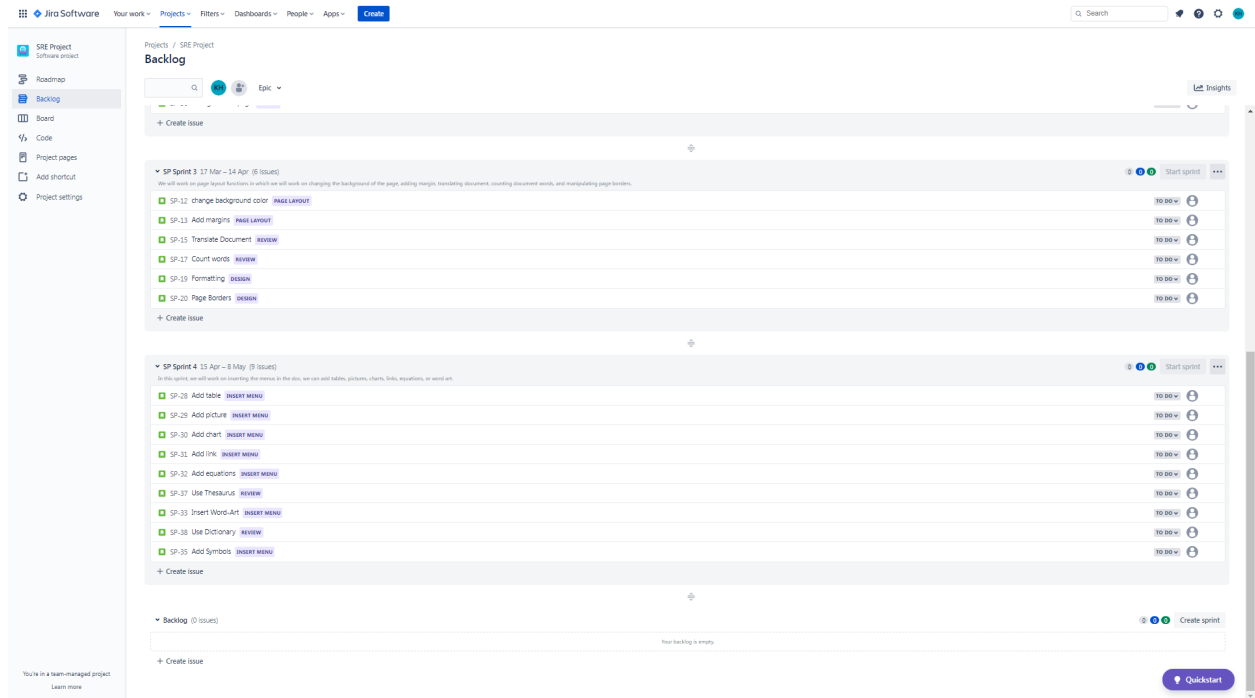 Jira Software Your work Projects Filters Dashboards People Apps Create Search
SRE Project
Software project
Roadmap
Backlog
Board
Code
Project pages
Add shortcut
Project settings
You're in a team-managed project
Learn more
Projects / SRE Project
Backlog
KH Epic Insights
+ Create issue
SP Sprint 3 17 Mar – 14 Apr (6 issues) 0 0 0 Start sprint
We will work on page layout functions in which we will work on changing the background of the page, adding margin, translating document, counting document words, and manipulating page borders.
SP-12 change background color PAGE LAYOUT TO DO
SP-13 Add margins PAGE LAYOUT TO DO
SP-15 Translate Document REVIEW TO DO
SP-17 Count words REVIEW TO DO
SP-19 Formatting DESIGN TO DO
SP-20 Page Borders DESIGN TO DO
+ Create issue
SP Sprint 4 15 Apr – 8 May (9 issues) 0 0 0 Start sprint
In this sprint, we will work on inserting the menus in the doc, we can add tables, pictures, charts, links, equations, or word art.
SP-28 Add table INSERT MENU TO DO
SP-29 Add picture INSERT MENU TO DO
SP-30 Add chart INSERT MENU TO DO
SP-31 Add link INSERT MENU TO DO
SP-32 Add equations INSERT MENU TO DO
SP-37 Use Thesaurus REVIEW TO DO
SP-33 Insert Word-Art INSERT MENU TO DO
SP-38 Use Dictionary REVIEW TO DO
SP-35 Add Symbols INSERT MENU TO DO
+ Create issue
Backlog (0 issues) 0 0 0 Create sprint
Your backlog is empty.
+ Create issue
Quickstart